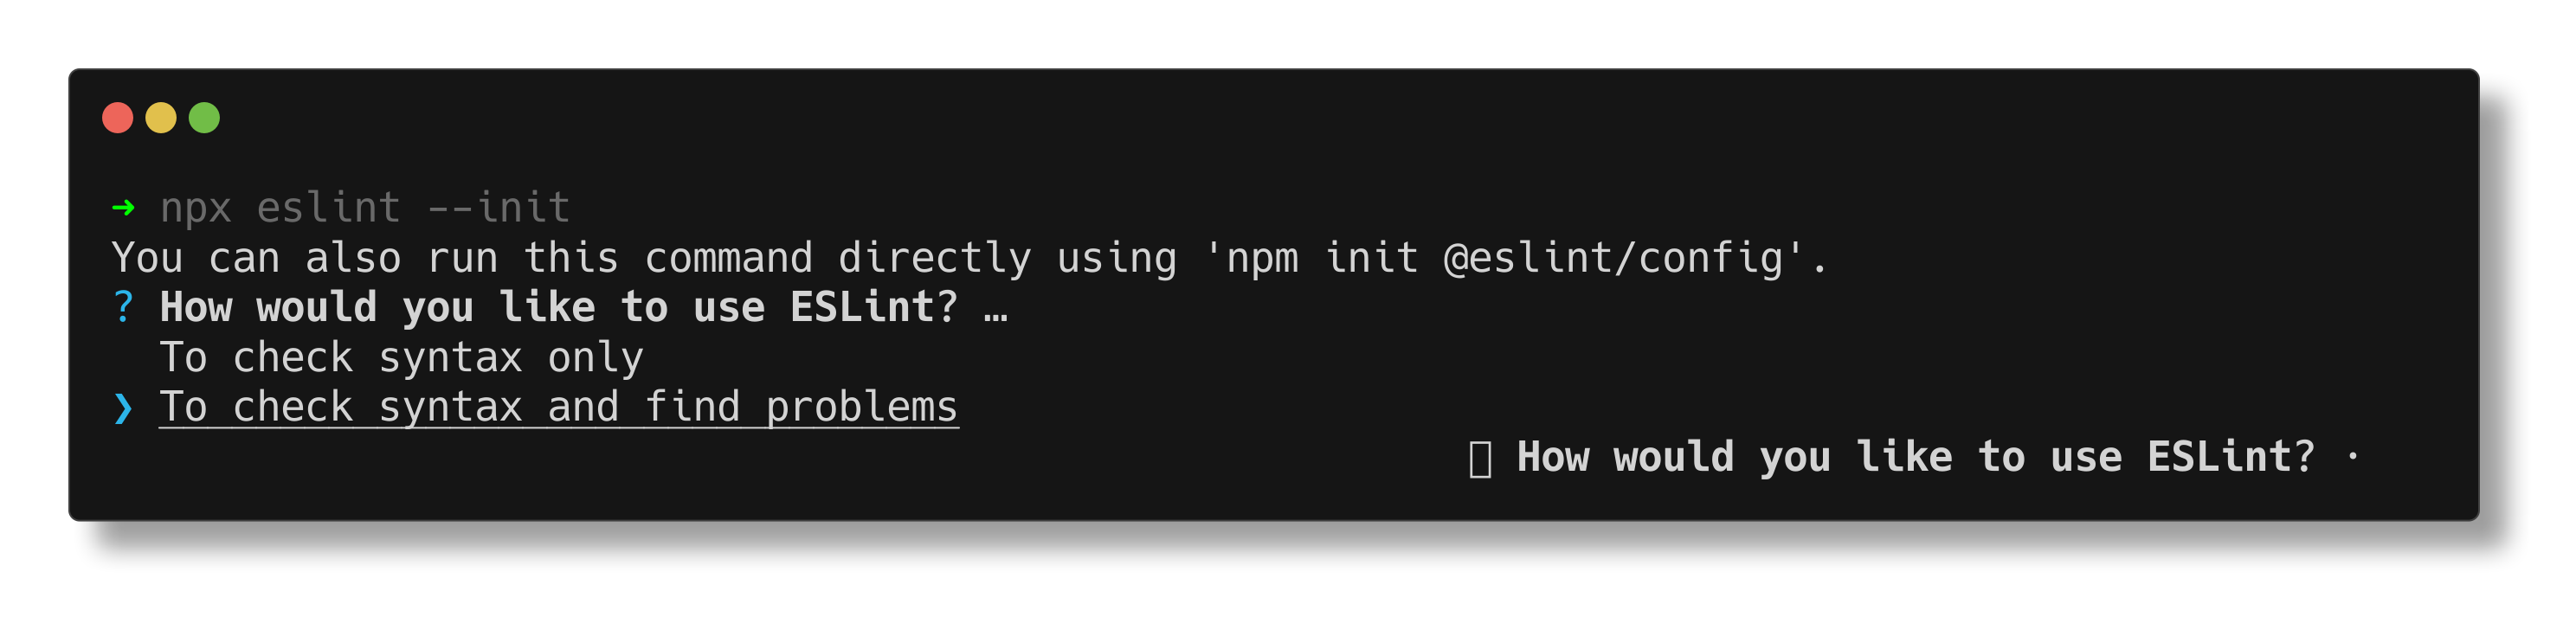 ➜ npx eslint --init
You can also run this command directly using 'npm init @eslint/config'.
? How would you like to use ESLint? …
To check syntax only
❯ To check syntax and find problems
▯ How would you like to use ESLint? ·